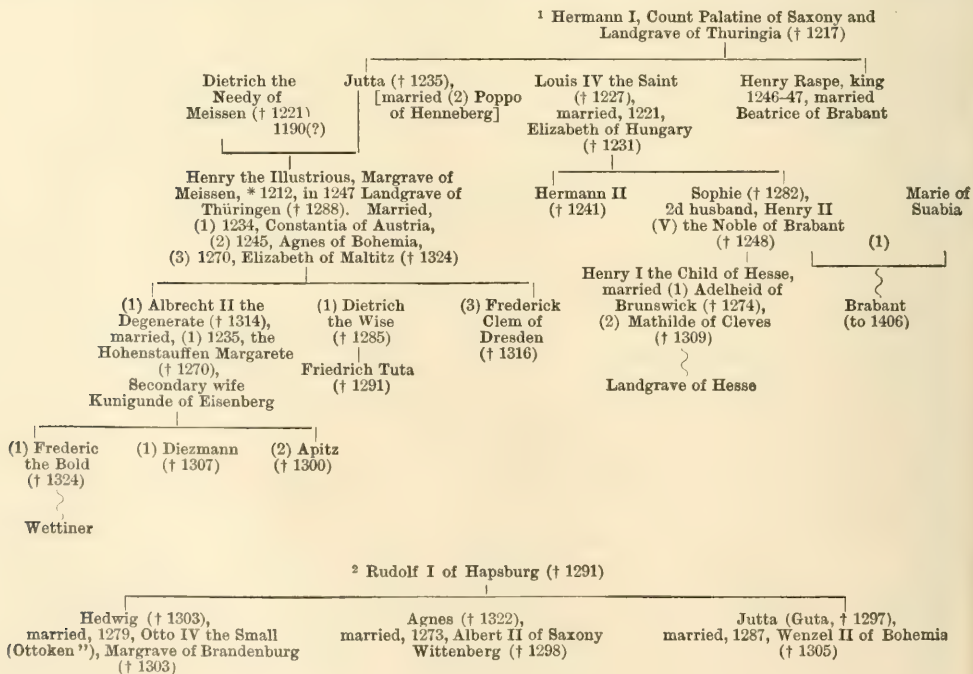 ¹ Hermann I, Count Palatine of Saxony and
Landgrave of Thuringia († 1217)
Dietrich the
Needy of
Meissen († 1221)
1190(?)
Jutta († 1235),
[married (2) Poppo
of Henneberg]
Louis IV the Saint
(† 1227),
married, 1221,
Elizabeth of Hungary
(† 1231)
Henry Raspe, king
1246–47, married
Beatrice of Brabant
Henry the Illustrious, Margrave of
Meissen, * 1212, in 1247 Landgrave of
Thüringen († 1288). Married,
(1) 1234, Constantia of Austria,
(2) 1245, Agnes of Bohemia,
(3) 1270, Elizabeth of Maltitz († 1324)
Hermann II
(† 1241)
Sophie († 1282),
2d husband, Henry II
(V) the Noble of Brabant
(† 1248)
Marie of
Suabia
(1)
Henry I the Child of Hesse,
married (1) Adelheid of
Brunswick († 1274),
(2) Mathilde of Cleves
(† 1309)
Brabant
(to 1406)
Landgrave of Hesse
(1) Albrecht II the
Degenerate († 1314),
married, (1) 1235, the
Hohenstauffen Margarete
(† 1270),
Secondary wife
Kunigunde of Eisenberg
(1) Dietrich
the Wise
(† 1285)
Friedrich Tuta
(† 1291)
(3) Frederick
Clem of
Dresden
(† 1316)
(1) Frederic
the Bold
(† 1324)
(1) Diezmann
(† 1307)
(2) Apitz
(† 1300)
Wettiner
² Rudolf I of Hapsburg († 1291)
Hedwig († 1303),
married, 1279, Otto IV the Small
(Ottoken"), Margrave of Brandenburg
(† 1303)
Agnes († 1322),
married, 1273, Albert II of Saxony
Wittenberg († 1298)
Jutta (Guta, † 1297),
married, 1287, Wenzel II of Bohemia
(† 1305)